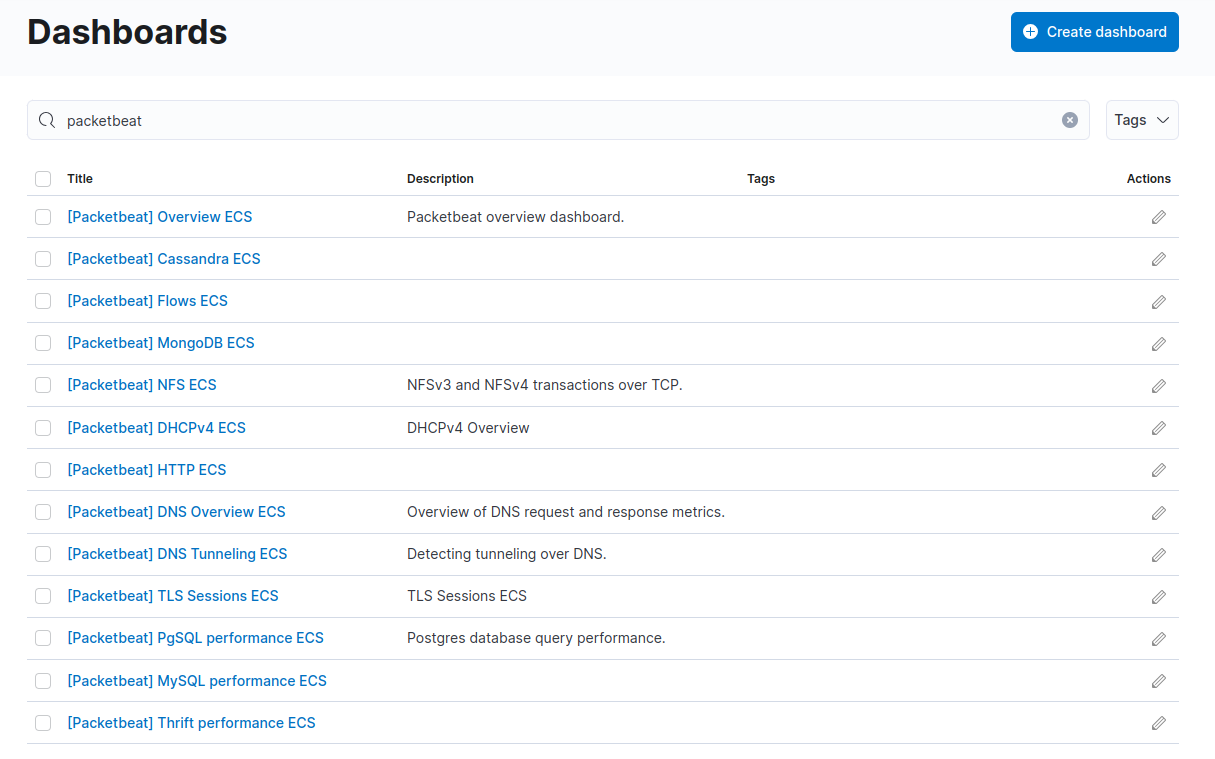 Dashboards
Create dashboard
packetbeat
Tags
Title Description Tags Actions
[Packetbeat] Overview ECS Packetbeat overview dashboard.
[Packetbeat] Cassandra ECS
[Packetbeat] Flows ECS
[Packetbeat] MongoDB ECS
[Packetbeat] NFS ECS NFSv3 and NFSv4 transactions over TCP.
[Packetbeat] DHCPv4 ECS DHCPv4 Overview
[Packetbeat] HTTP ECS
[Packetbeat] DNS Overview ECS Overview of DNS request and response metrics.
[Packetbeat] DNS Tunneling ECS Detecting tunneling over DNS.
[Packetbeat] TLS Sessions ECS TLS Sessions ECS
[Packetbeat] PgSQL performance ECS Postgres database query performance.
[Packetbeat] MySQL performance ECS
[Packetbeat] Thrift performance ECS